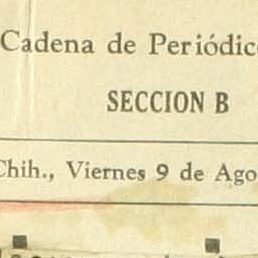 Cadena de Periódic
SECCION B
Chih., Viernes 9 de Ago